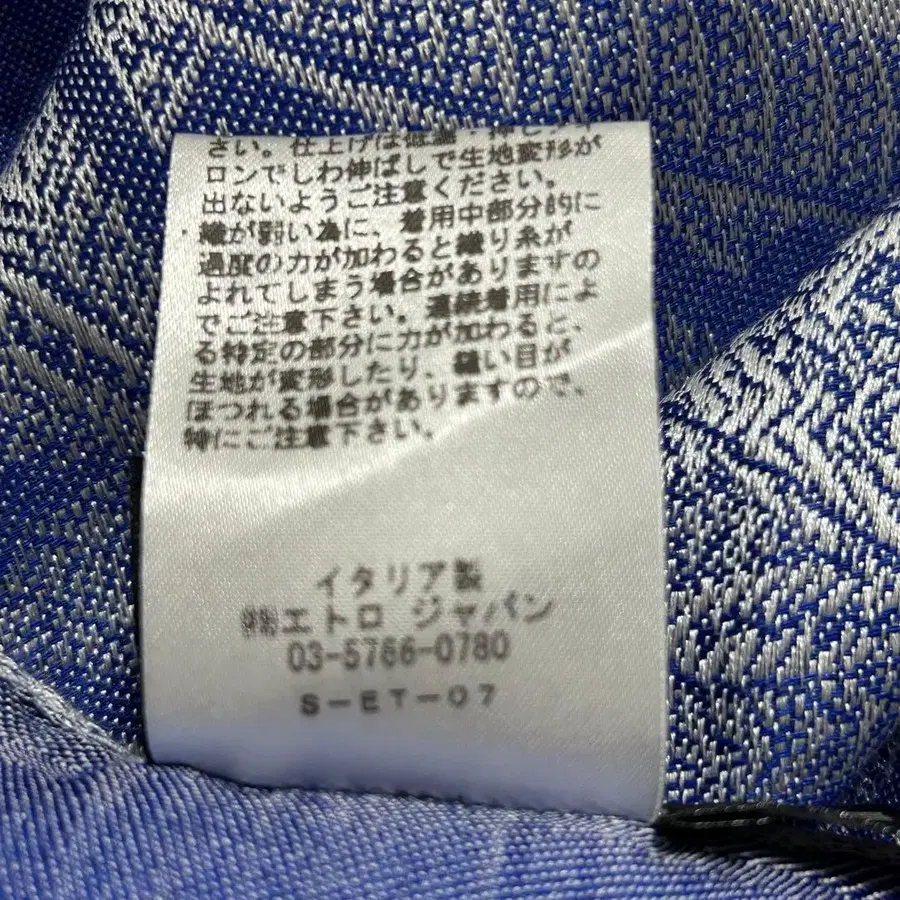 さい。仕上げは低温・押しアイ
ロンでしわ伸ばしで生地変形が
出ないようご注意ください。
・織が弱い為に、着用中部分的に
過度の力が加わると織り糸が
よれてしまう場合がありますの
でご注意下さい。連続着用によ
る特定の部分に力が加わると、
生地が変形したり、縫い目が
ほつれる場合がありますので、
特にご注意下さい。
イタリア製
㈱エトロ ジャパン
03-5766-0780
S-ET-07